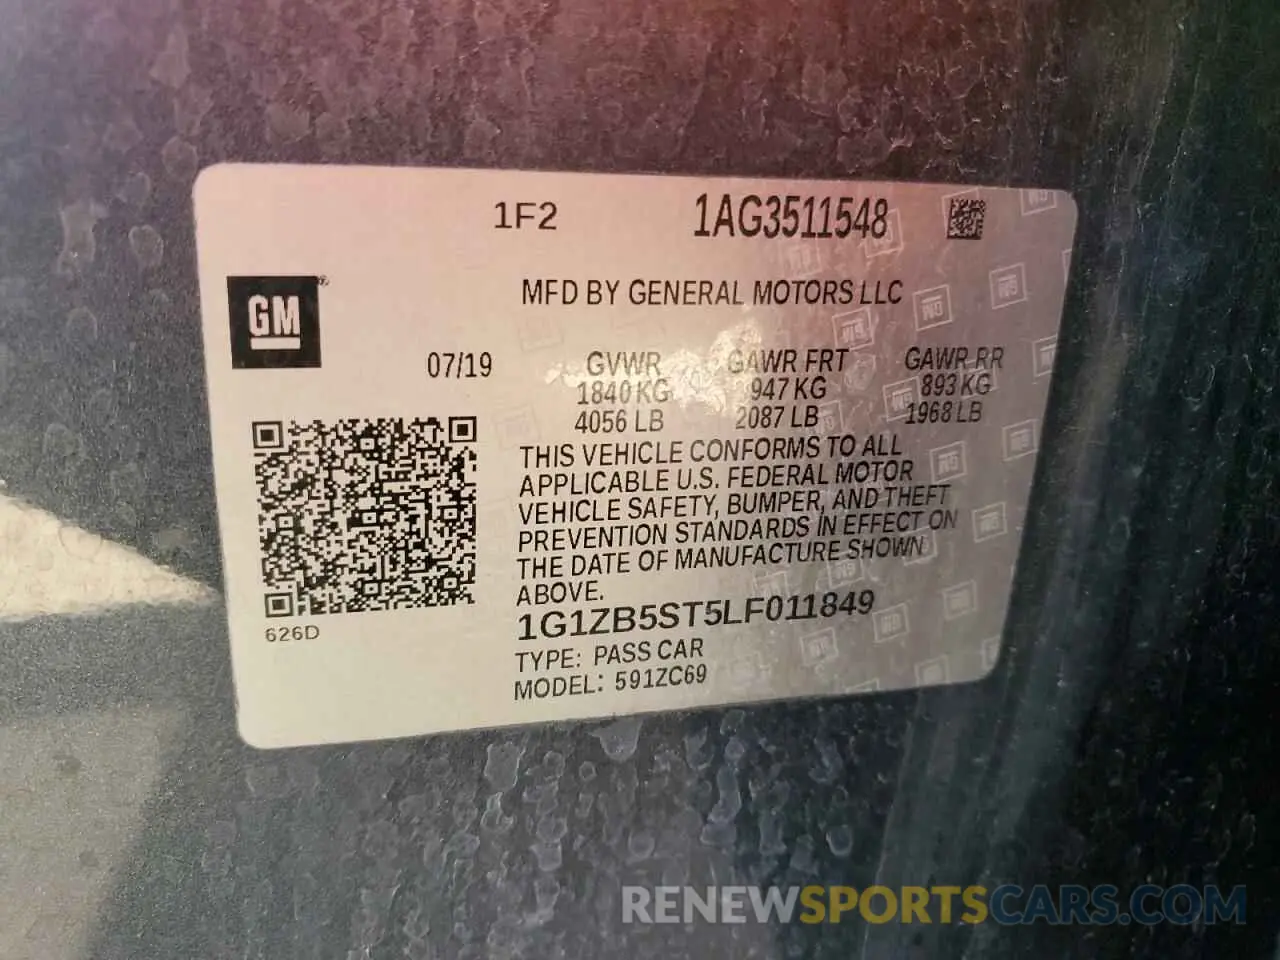 1F2 1AG3511548
GM
MFD BY GENERAL MOTORS LLC
07/19 GVWR GAWR FRT GAWR RR
1840 KG 947 KG 893 KG
4056 LB 2087 LB 1968 LB
THIS VEHICLE CONFORMS TO ALL
APPLICABLE U.S. FEDERAL MOTOR
VEHICLE SAFETY, BUMPER, AND THEFT
PREVENTION STANDARDS IN EFFECT ON
THE DATE OF MANUFACTURE SHOWN
ABOVE.
1G1ZB5ST5LF011849
626D
TYPE: PASS CAR
MODEL: 591ZC69
RENEWSPORTSCARS.COM